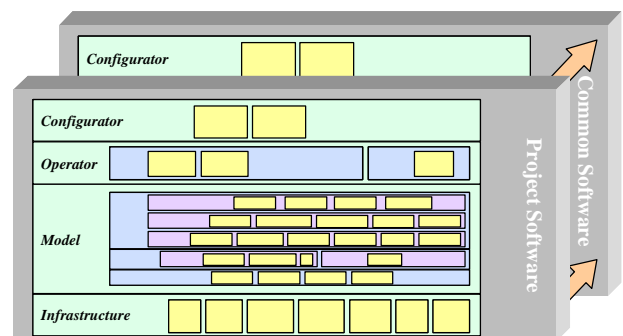 Configurator
Configurator
Operator
Model
Infrastructure
Project Software
Common Software